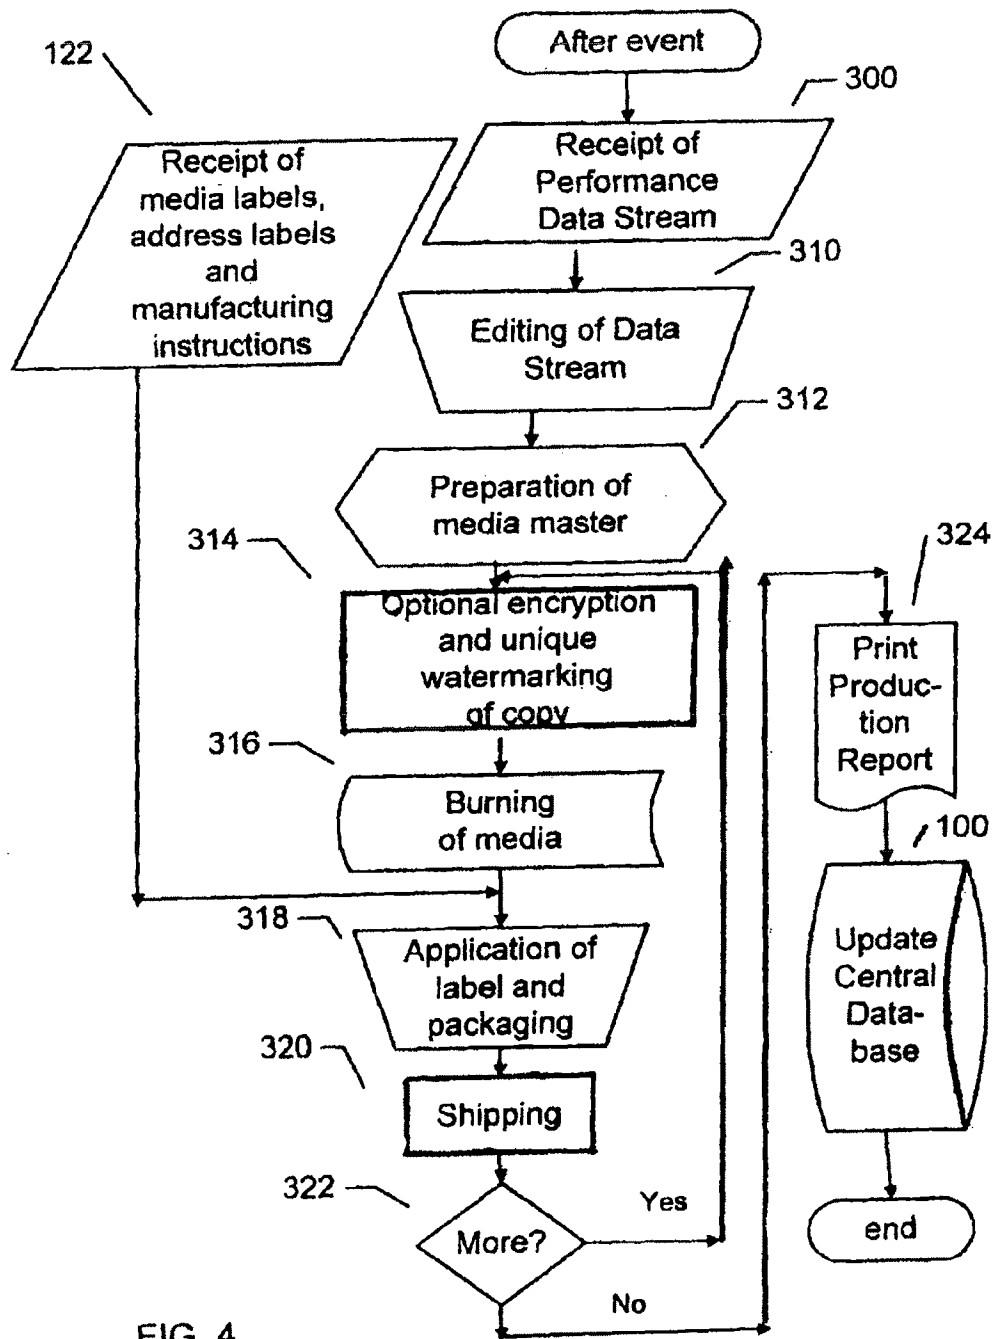 After event
122
300
Receipt of
media labels,
address labels
and
manufacturing
instructions
Receipt of
Performance
Data Stream
310
Editing of Data
Stream
312
Preparation of
media master
314
Optional encryption
and unique
watermarking
of copy
316
Burning
of media
318
Application of
label and
packaging
320
Shipping
322
More?
Yes
No
324
Print
Produc-
tion
Report
100
Update
Central
Data-
base
end
FIG. 4